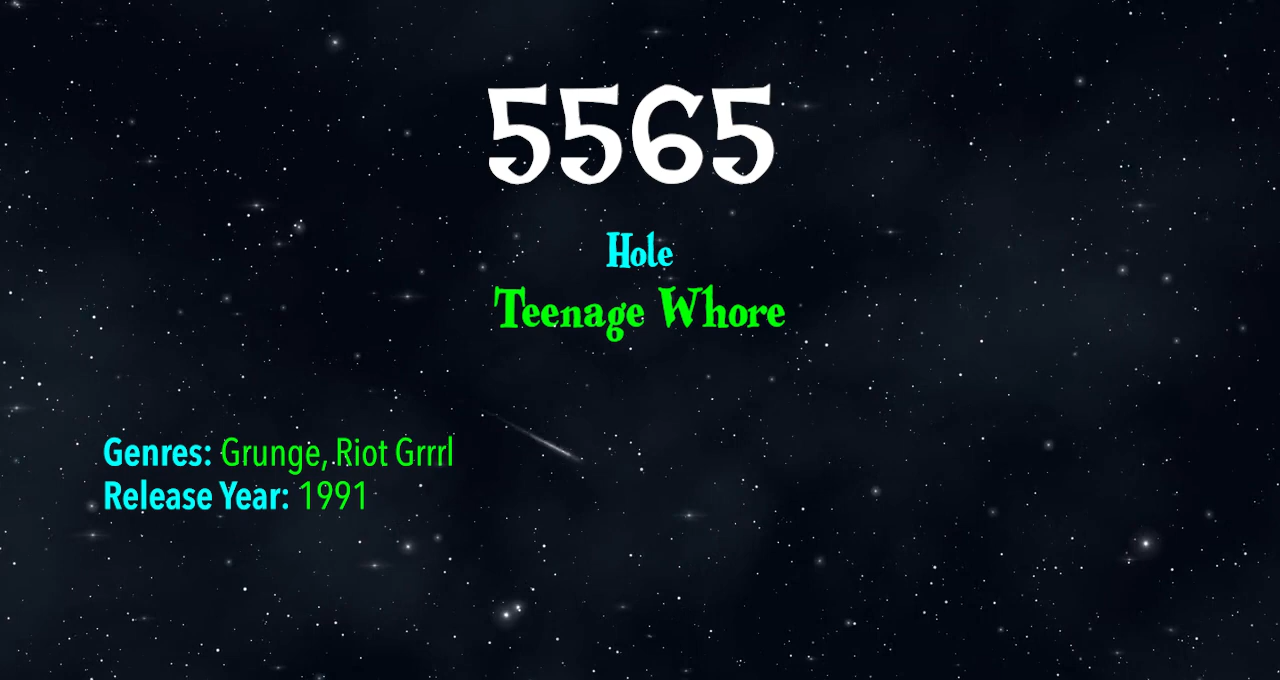 5565
Hole
Teenage Whore
Genres: Grunge, Riot Grrrl
Release Year: 1991